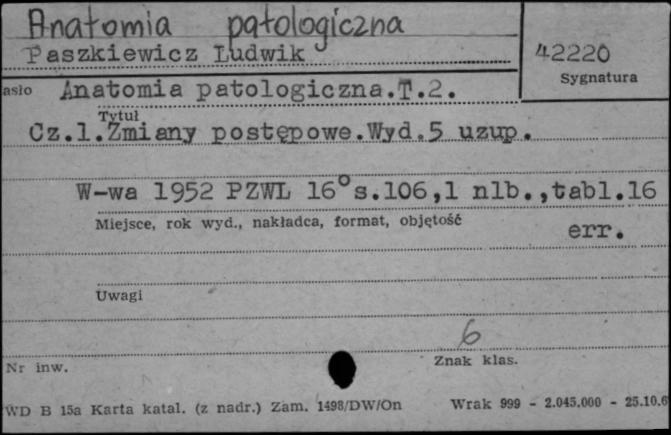 Anatomia patologiczna
Paszkiewicz Ludwik
42220
Sygnatura
asło Anatomia patologiczna.T.2.
Tytuł
Cz.1.Zmiany postępowe.Wyd.5 uzup.
W-wa 1952 PZWL 16° s.106,1 nlb.,tabl.16
Miejsce, rok wyd., nakładca, format, objętość
err.
Uwagi
6
Nr inw.
Znak klas.
WD B 15a Karta katal. (z nadr.) Zam. 1498/DW/On Wrak 999 - 2.045.000 - 25.10.6